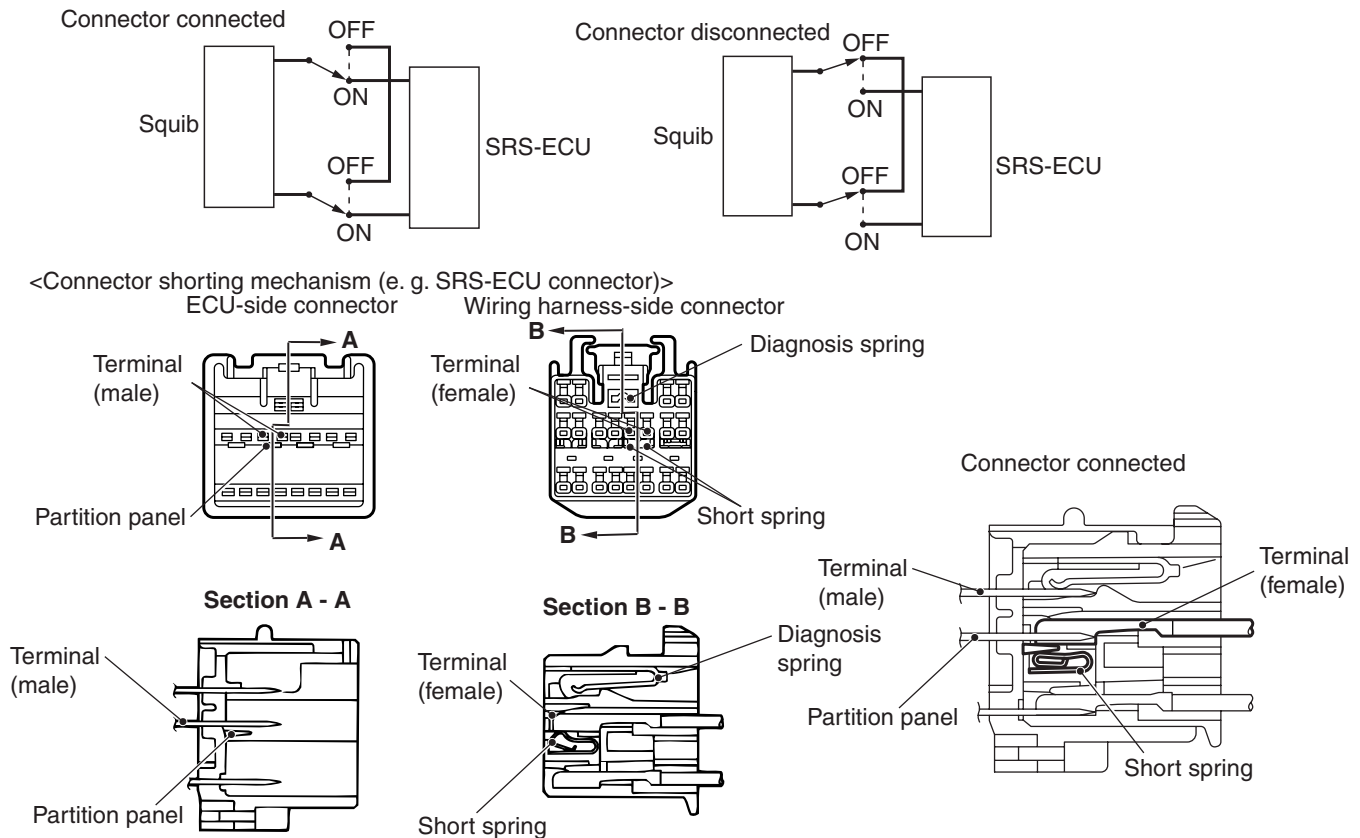 Connector connected
OFF
ON
Squib
SRS-ECU
OFF
ON
Connector disconnected
OFF
ON
Squib
SRS-ECU
OFF
ON
<Connector shorting mechanism (e. g. SRS-ECU connector)>
ECU-side connector
A
Terminal
(male)
Partition panel
A
Wiring harness-side connector
B
Diagnosis spring
Terminal
(female)
Short spring
B
Section A - A
Terminal
(male)
Partition panel
Section B - B
Diagnosis
spring
Terminal
(female)
Short spring
Connector connected
Terminal
(male)
Terminal
(female)
Partition panel
Short spring